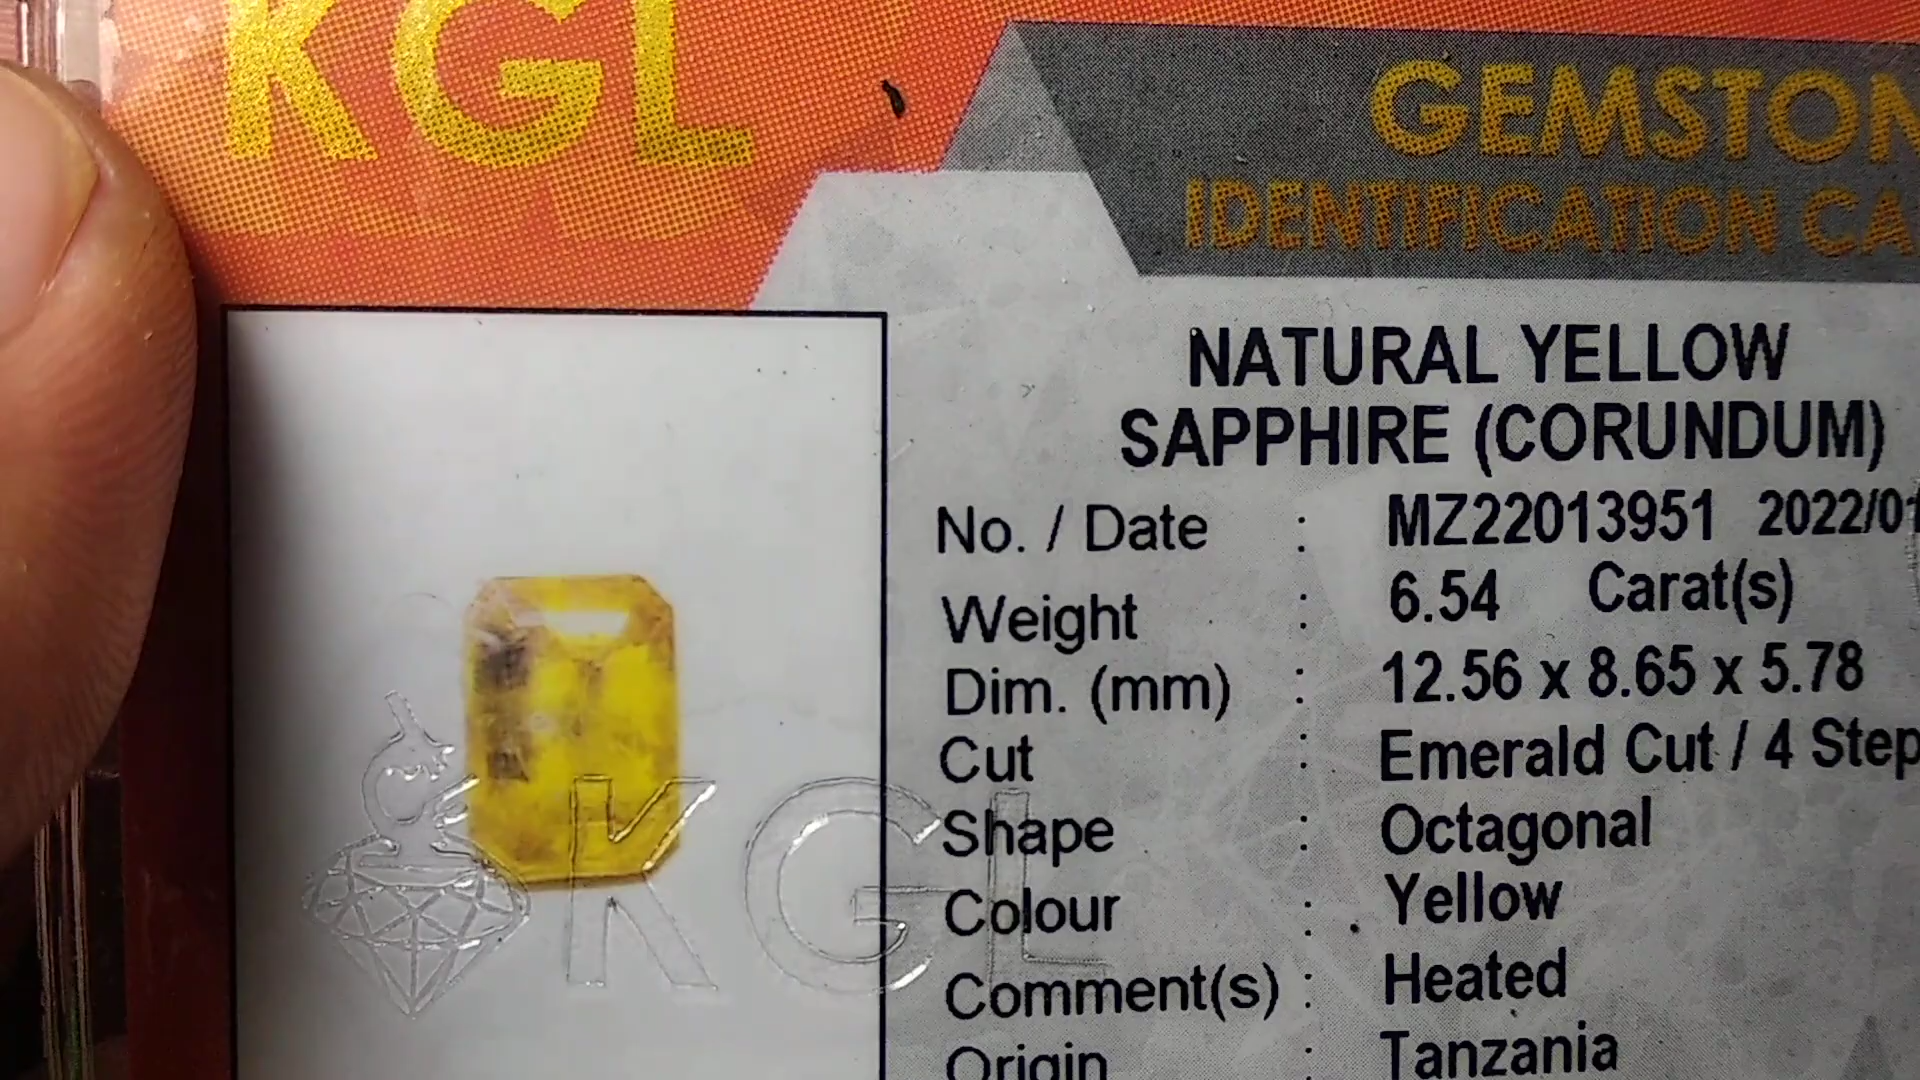 KGL
GEMSTON
IDENTIFICATION CA
NATURAL YELLOW
SAPPHIRE (CORUNDUM)
No. / Date : MZ22013951 2022/01
Weight : 6.54 Carat(s)
Dim. (mm) : 12.56 x 8.65 x 5.78
Cut : Emerald Cut / 4 Step
Shape : Octagonal
Colour : Yellow
Comment(s) : Heated
Origin : Tanzania
KGL